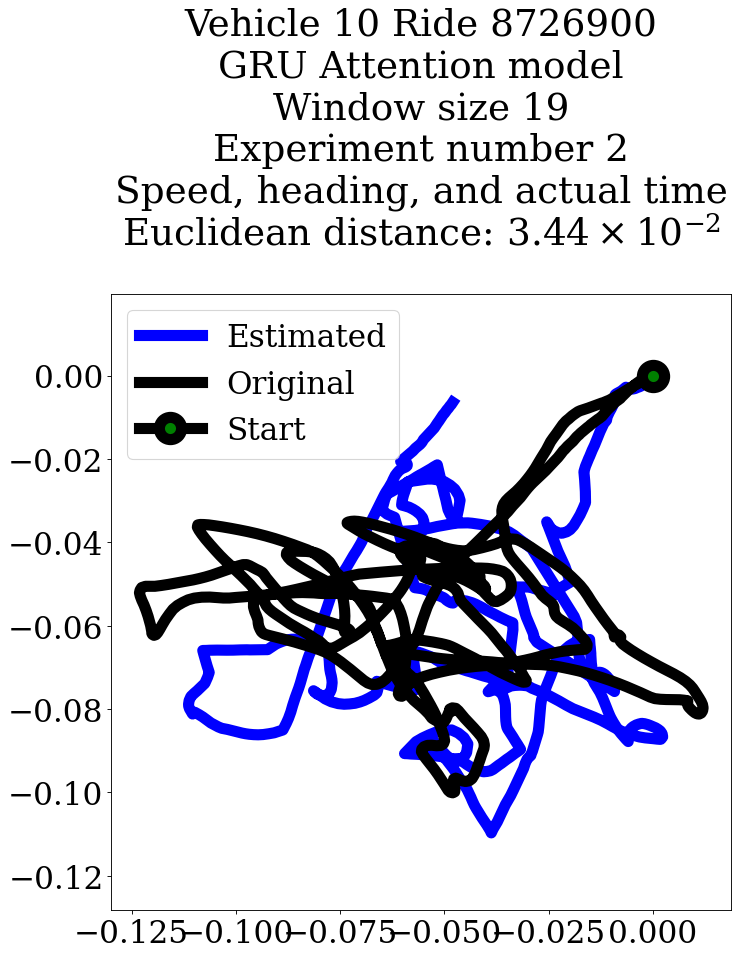 Vehicle 10 Ride 8726900
GRU Attention model
Window size 19
Experiment number 2
Speed, heading, and actual time
Euclidean distance: 3.44 × 10⁻²
Estimated
Original
Start
0.00
−0.02
−0.04
−0.06
−0.08
−0.10
−0.12
−0.125 −0.100 −0.075 −0.050 −0.025 0.000